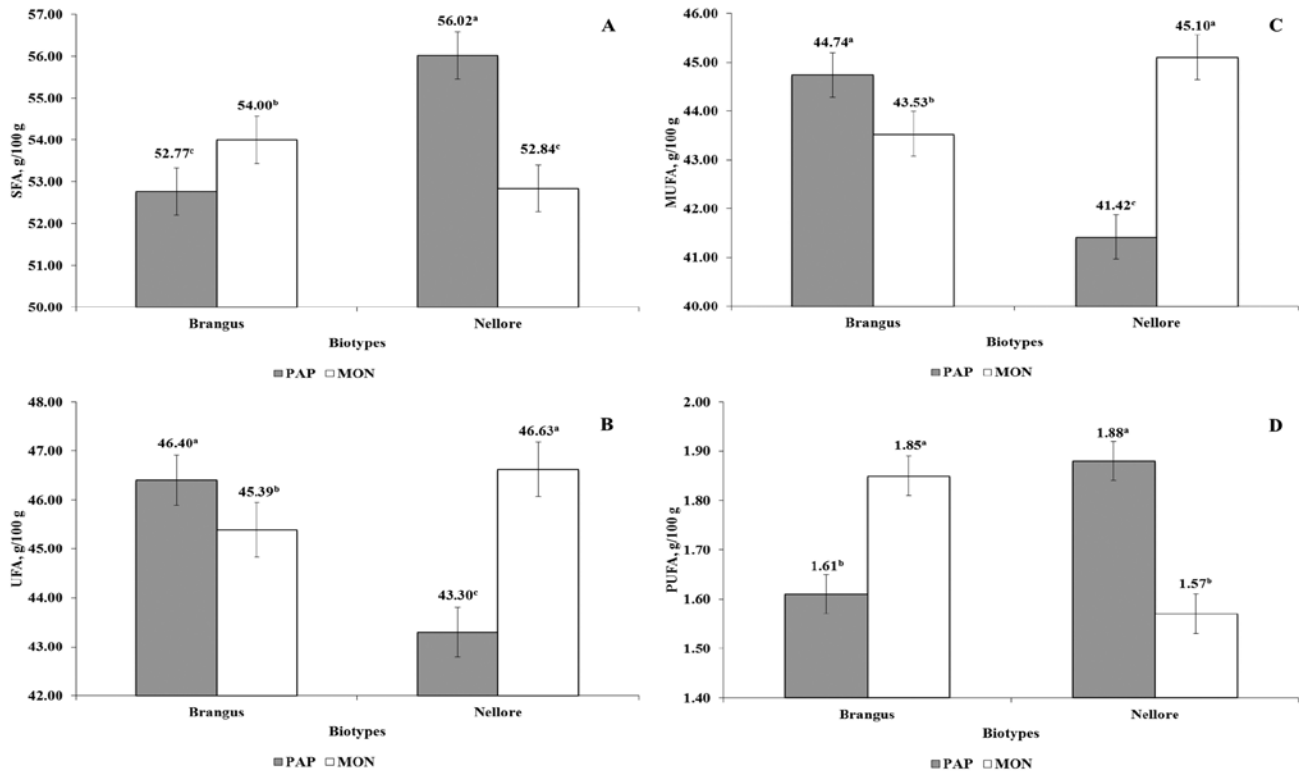 A
SFA, g/100 g
57.00
56.00
55.00
54.00
53.00
52.00
51.00
50.00
52.77ᶜ
54.00ᵇ
56.02ᵃ
52.84ᶜ
Brangus
Nellore
Biotypes
PAP MON
C
MUFA, g/100 g
46.00
45.00
44.00
43.00
42.00
41.00
40.00
44.74ᵃ
43.53ᵇ
41.42ᶜ
45.10ᵃ
Brangus
Nellore
Biotypes
PAP MON
B
UFA, g/100 g
48.00
47.00
46.00
45.00
44.00
43.00
42.00
46.40ᵃ
45.39ᵇ
43.30ᶜ
46.63ᵃ
Brangus
Nellore
Biotypes
PAP MON
D
PUFA, g/100 g
2.00
1.90
1.80
1.70
1.60
1.50
1.40
1.61ᵇ
1.85ᵃ
1.88ᵃ
1.57ᵇ
Brangus
Nellore
Biotypes
PAP MON